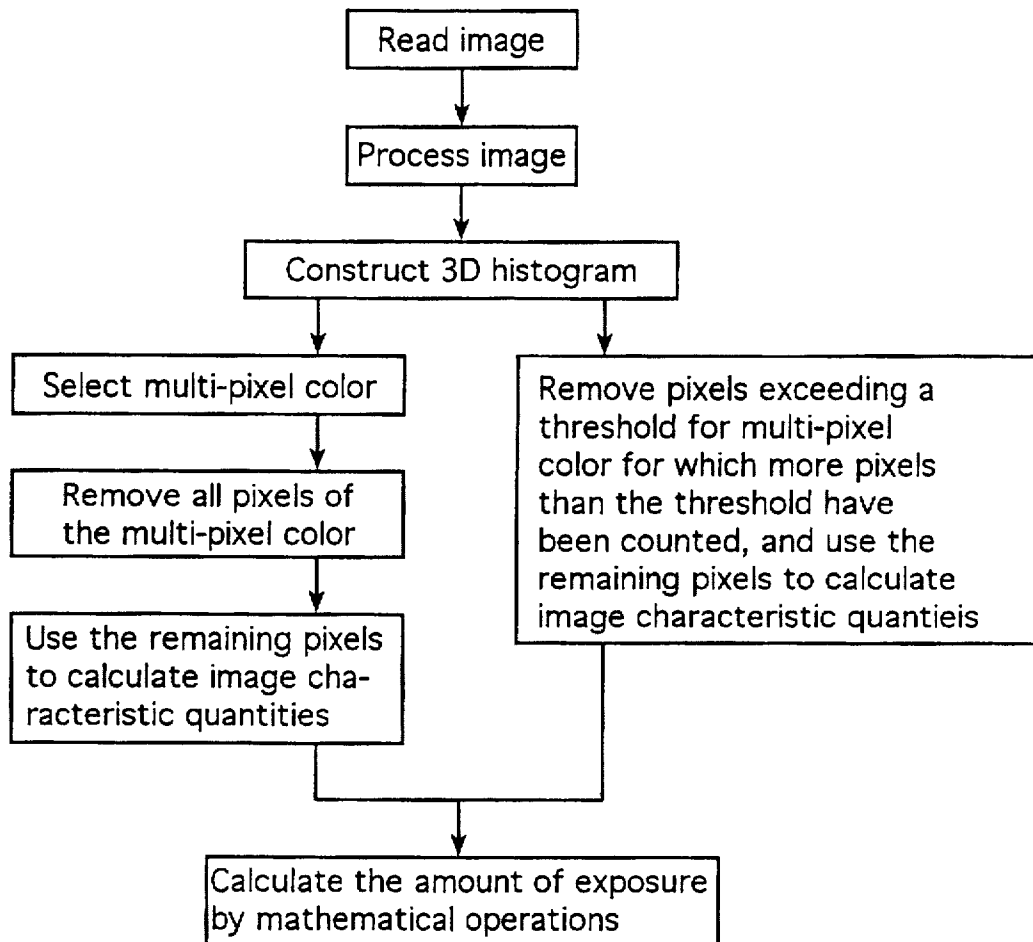 Read image
Process image
Construct 3D histogram
Select multi-pixel color
Remove all pixels of
the multi-pixel color
Use the remaining pixels
to calculate image cha-
racteristic quantities
Remove pixels exceeding a
threshold for multi-pixel
color for which more pixels
than the threshold have
been counted, and use the
remaining pixels to calculate
image characteristic quantieis
Calculate the amount of exposure
by mathematical operations